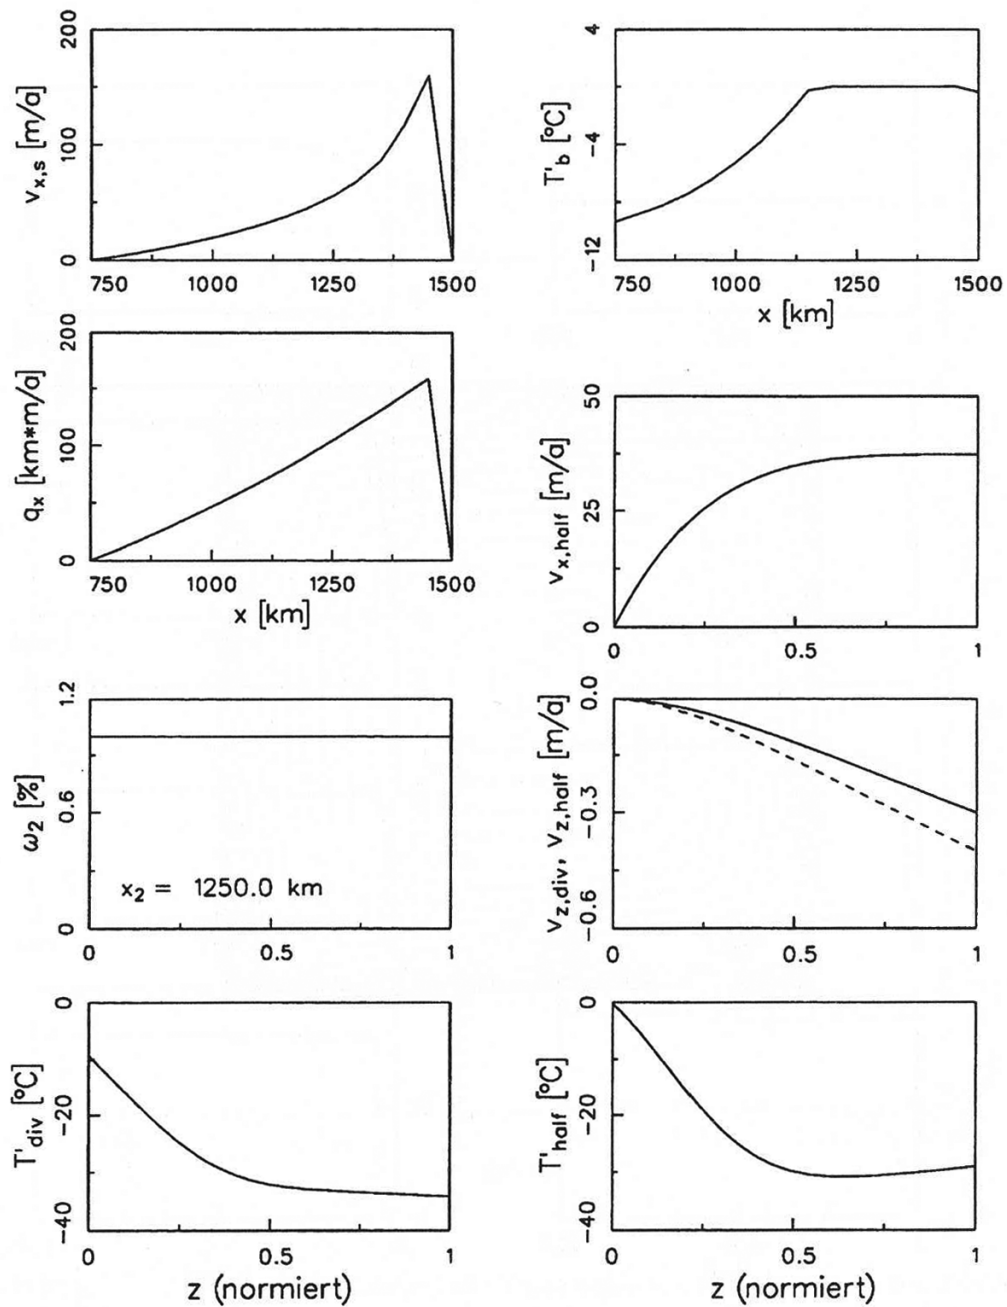 200
100
0
v_x,s [m/a]
750 1000 1250 1500
4
-4
-12
T'_b [°C]
750 1000 1250 1500
x [km]
200
100
0
q_x [km*m/a]
750 1000 1250 1500
x [km]
50
25
0
v_x,half [m/a]
0 0.5 1
1.2
0.6
0
ω_2 [%]
x_2 = 1250.0 km
0 0.5 1
0.0
-0.3
-0.6
v_z,div, v_z,half [m/a]
0 0.5 1
0
-20
-40
T'_div [°C]
0 0.5 1
z (normiert)
0
-20
-40
T'_half [°C]
0 0.5 1
z (normiert)